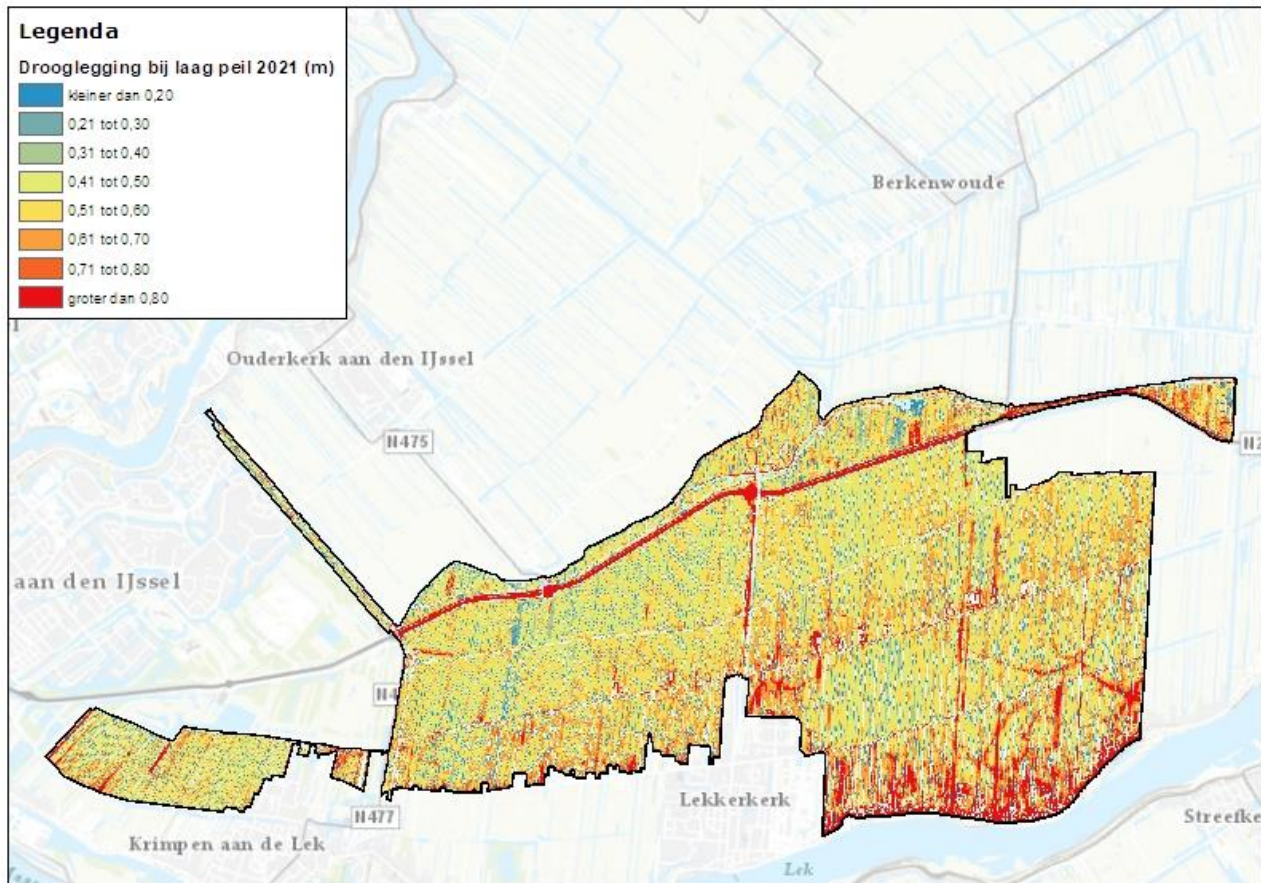 Legenda
Drooglegging bij laag peil 2021 (m)
kleiner dan 0,20
0,21 tot 0,30
0,31 tot 0,40
0,41 tot 0,50
0,51 tot 0,60
0,61 tot 0,70
0,71 tot 0,80
groter dan 0,80
Berkenwoude
Ouderkerk aan den IJssel
N475
N2
aan den IJssel
N4
Lekkerkerk
N477
Krimpen aan de Lek
Streefke
Lek